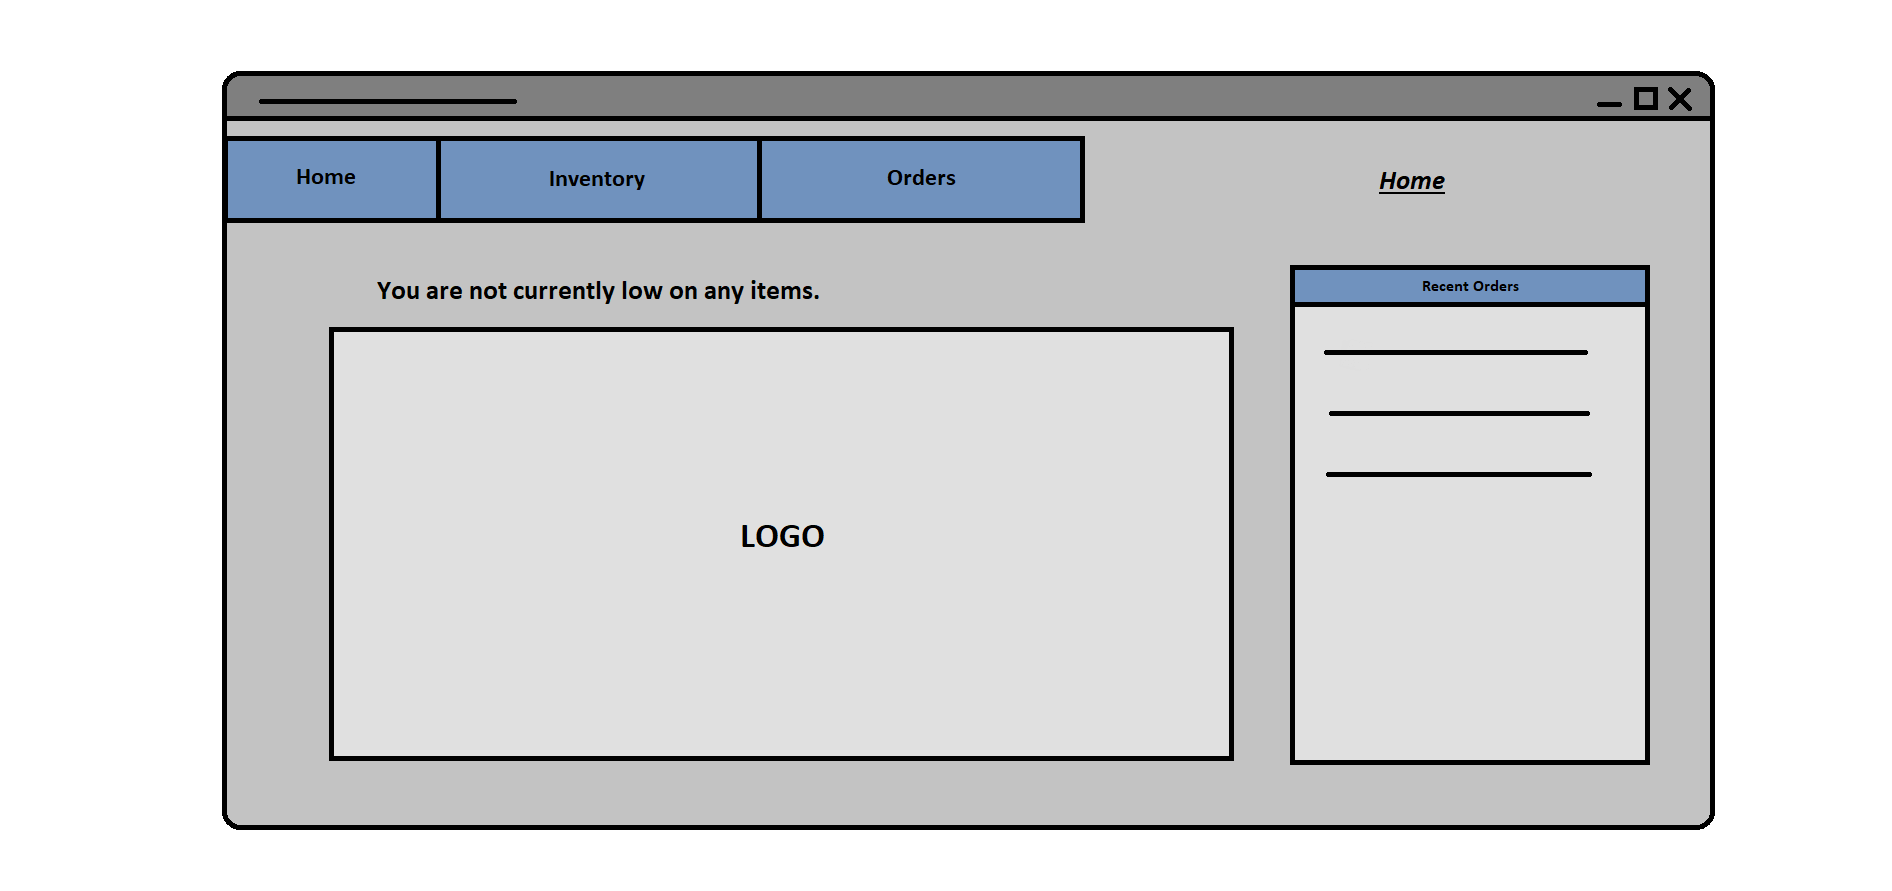 Home
Inventory
Orders
Home
You are not currently low on any items.
Recent Orders
LOGO